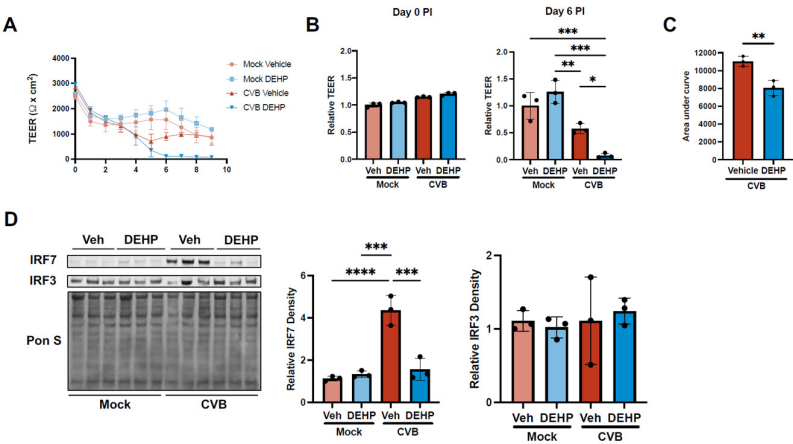 A
TEER (Ω x cm²)
4000
3000
2000
1000
0
0 2 4 6 8 10
Mock Vehicle
Mock DEHP
CVB Vehicle
CVB DEHP
B
Day 0 PI
Relative TEER
2.0
1.5
1.0
0.5
0.0
Veh DEHP Veh DEHP
Mock CVB
Day 6 PI
Relative TEER
2.0
1.5
1.0
0.5
0.0
***
***
**
*
Veh DEHP Veh DEHP
Mock CVB
C
Area under curve
12000
10000
8000
6000
4000
2000
0
**
Vehicle DEHP
CVB
D
Veh DEHP Veh DEHP
IRF7
IRF3
Pon S
Mock CVB
Relative IRF7 Density
6
4
2
0
***
**** ***
Veh DEHP Veh DEHP
Mock CVB
Relative IRF3 Density
2.0
1.5
1
0.5
0
Veh DEHP Veh DEHP
Mock CVB